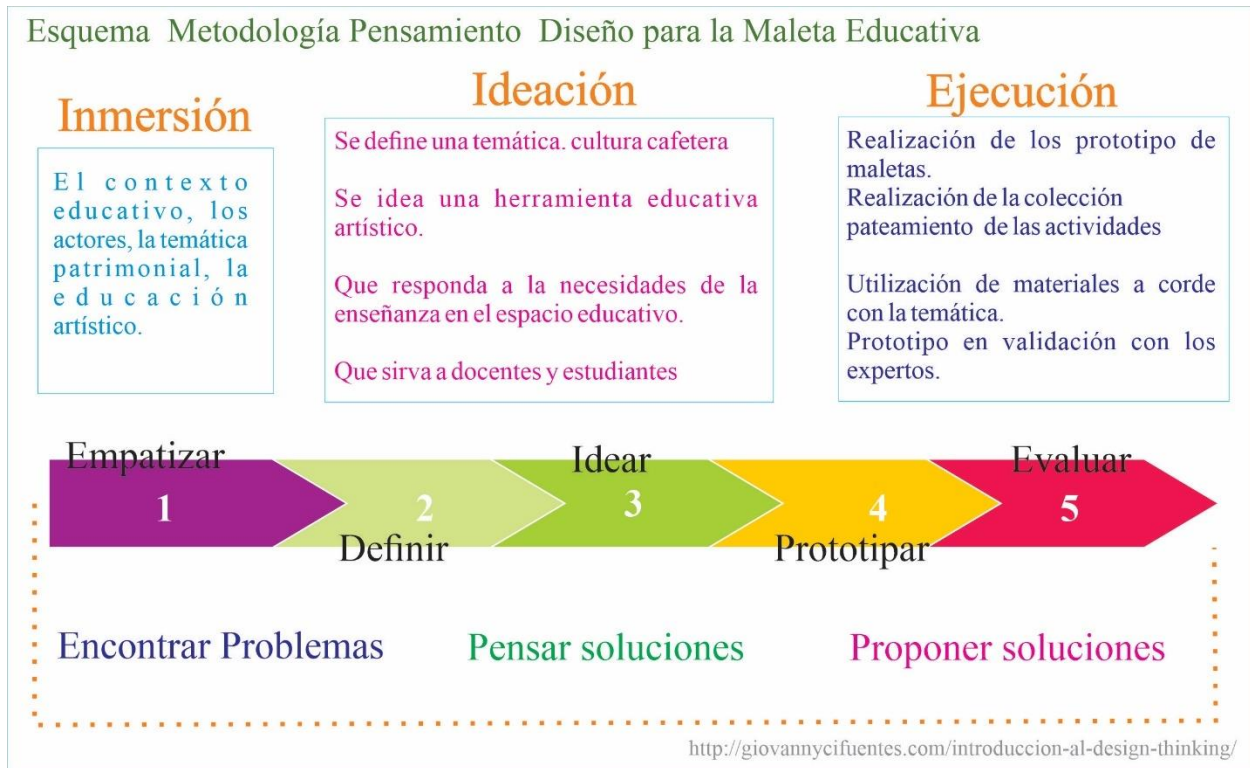 Esquema Metodología Pensamiento Diseño para la Maleta Educativa
Inmersión
El contexto
educativo, los
actores, la temática
patrimonial, la
educación
artístico.
Ideación
Se define una temática. cultura cafetera
Se idea una herramienta educativa
artístico.
Que responda a la necesidades de la
enseñanza en el espacio educativo.
Que sirva a docentes y estudiantes
Ejecución
Realización de los prototipo de
maletas.
Realización de la colección
pateamiento de las actividades
Utilización de materiales a corde
con la temática.
Prototipo en validación con los
expertos.
Empatizar
1
2
Definir
Idear
3
4
Prototipar
Evaluar
5
Encontrar Problemas
Pensar soluciones
Proponer soluciones
http://giovannycifuentes.com/introduccion-al-design-thinking/